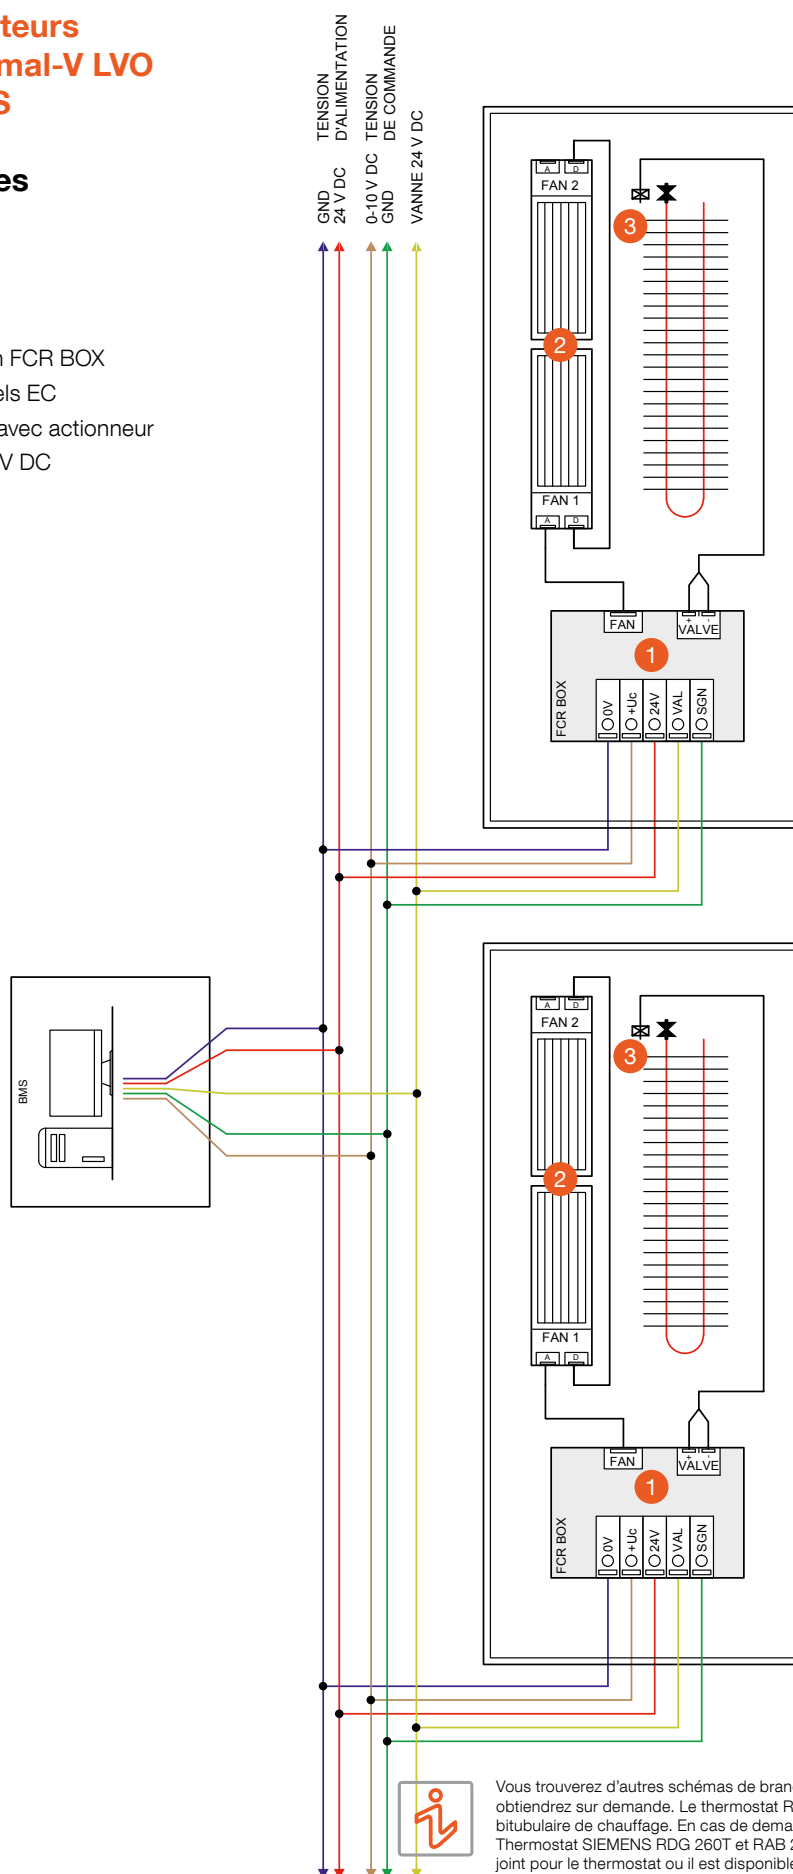 teurs
mal-V LVO
S
es
n FCR BOX
els EC
avec actionneur
V DC
GND
24 V DC
TENSION
D'ALIMENTATION
0-10 V DC
GND
TENSION
DE COMMANDE
VANNE 24 V DC
A D
FAN 2
3
2
FAN 1
A D
FAN
+ -
VALVE
1
FCR BOX
0V
+Uc
24V
VAL
SGN
BMS
A D
FAN 2
3
2
FAN 1
A D
FAN
+ -
VALVE
1
FCR BOX
0V
+Uc
24V
VAL
SGN
Vous trouverez d'autres schémas de bran
obtiendrez sur demande. Le thermostat R
bitubulaire de chauffage. En cas de dema
Thermostat SIEMENS RDG 260T et RAB 2
joint pour le thermostat ou il est disponible